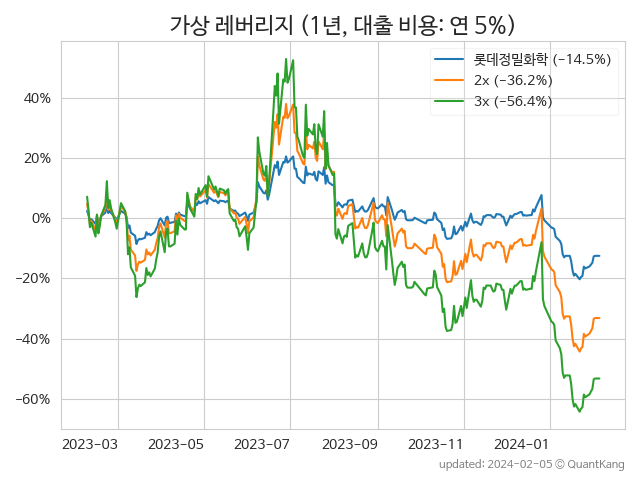 가상 레버리지 (1년, 대출 비용: 연 5%)
롯데정밀화학 (−14.5%)
2x (−36.2%)
3x (−56.4%)
40%
20%
0%
−20%
−40%
−60%
2023-03 2023-05 2023-07 2023-09 2023-11 2024-01
updated: 2024-02-05 © QuantKang